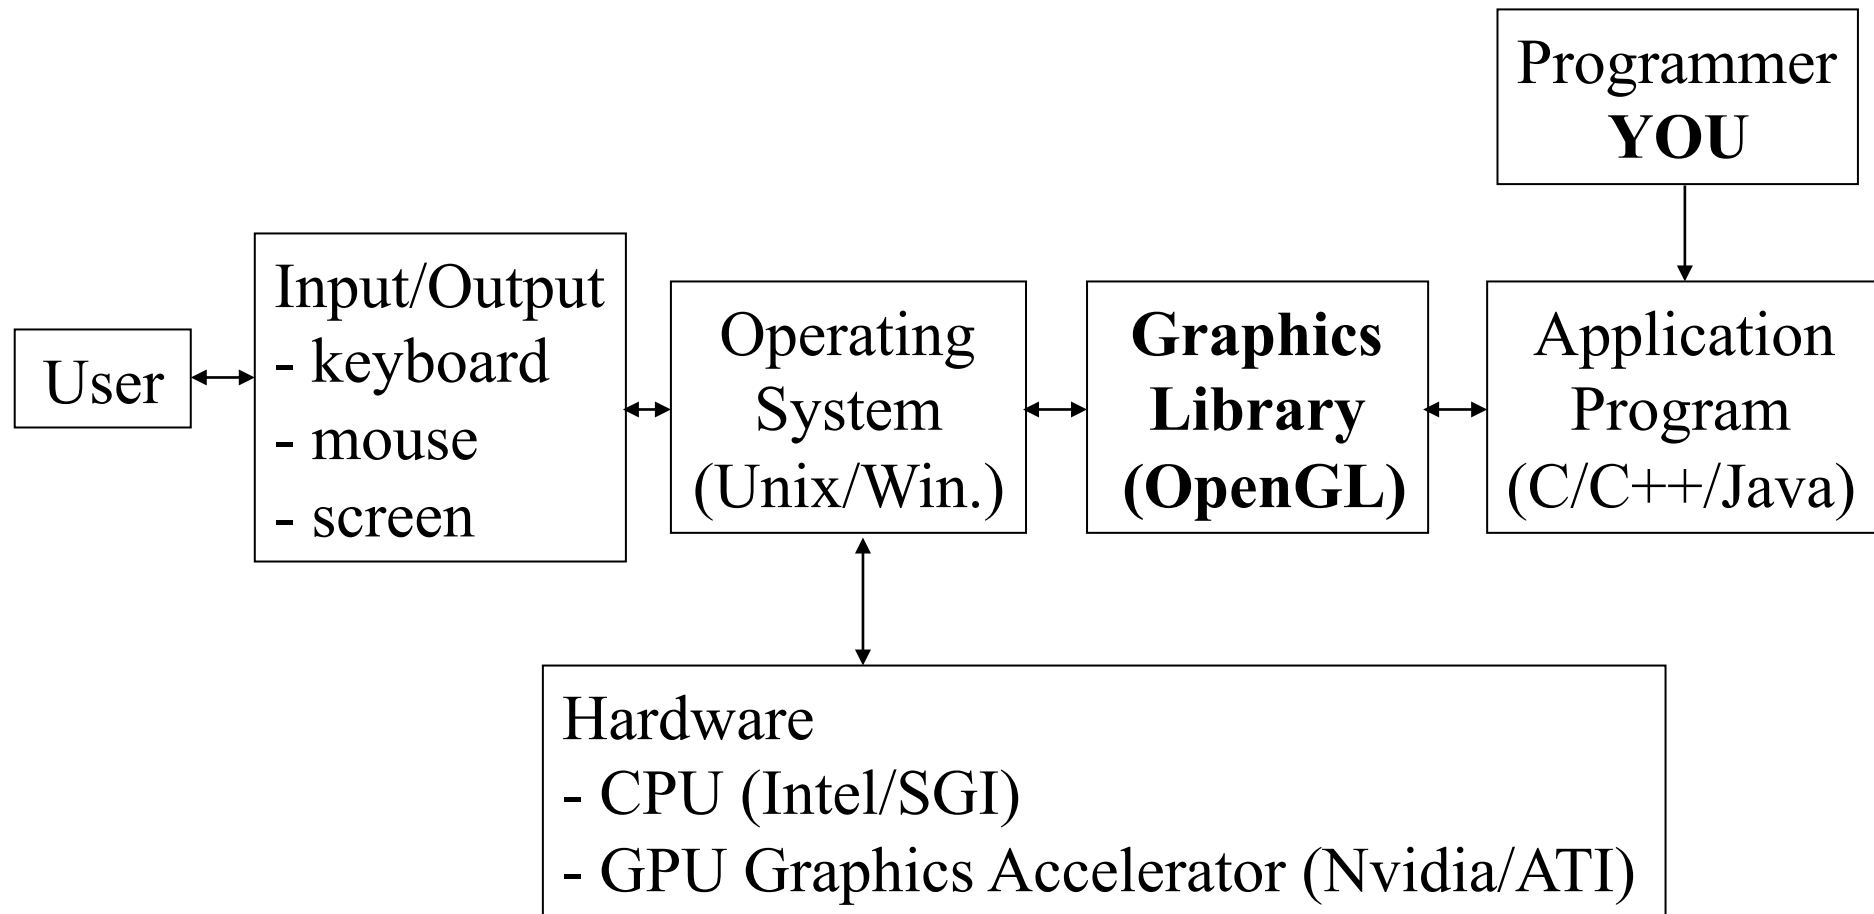 Programmer
YOU
User
Input/Output
- keyboard
- mouse
- screen
Operating
System
(Unix/Win.)
Graphics
Library
(OpenGL)
Application
Program
(C/C++/Java)
Hardware
- CPU (Intel/SGI)
- GPU Graphics Accelerator (Nvidia/ATI)